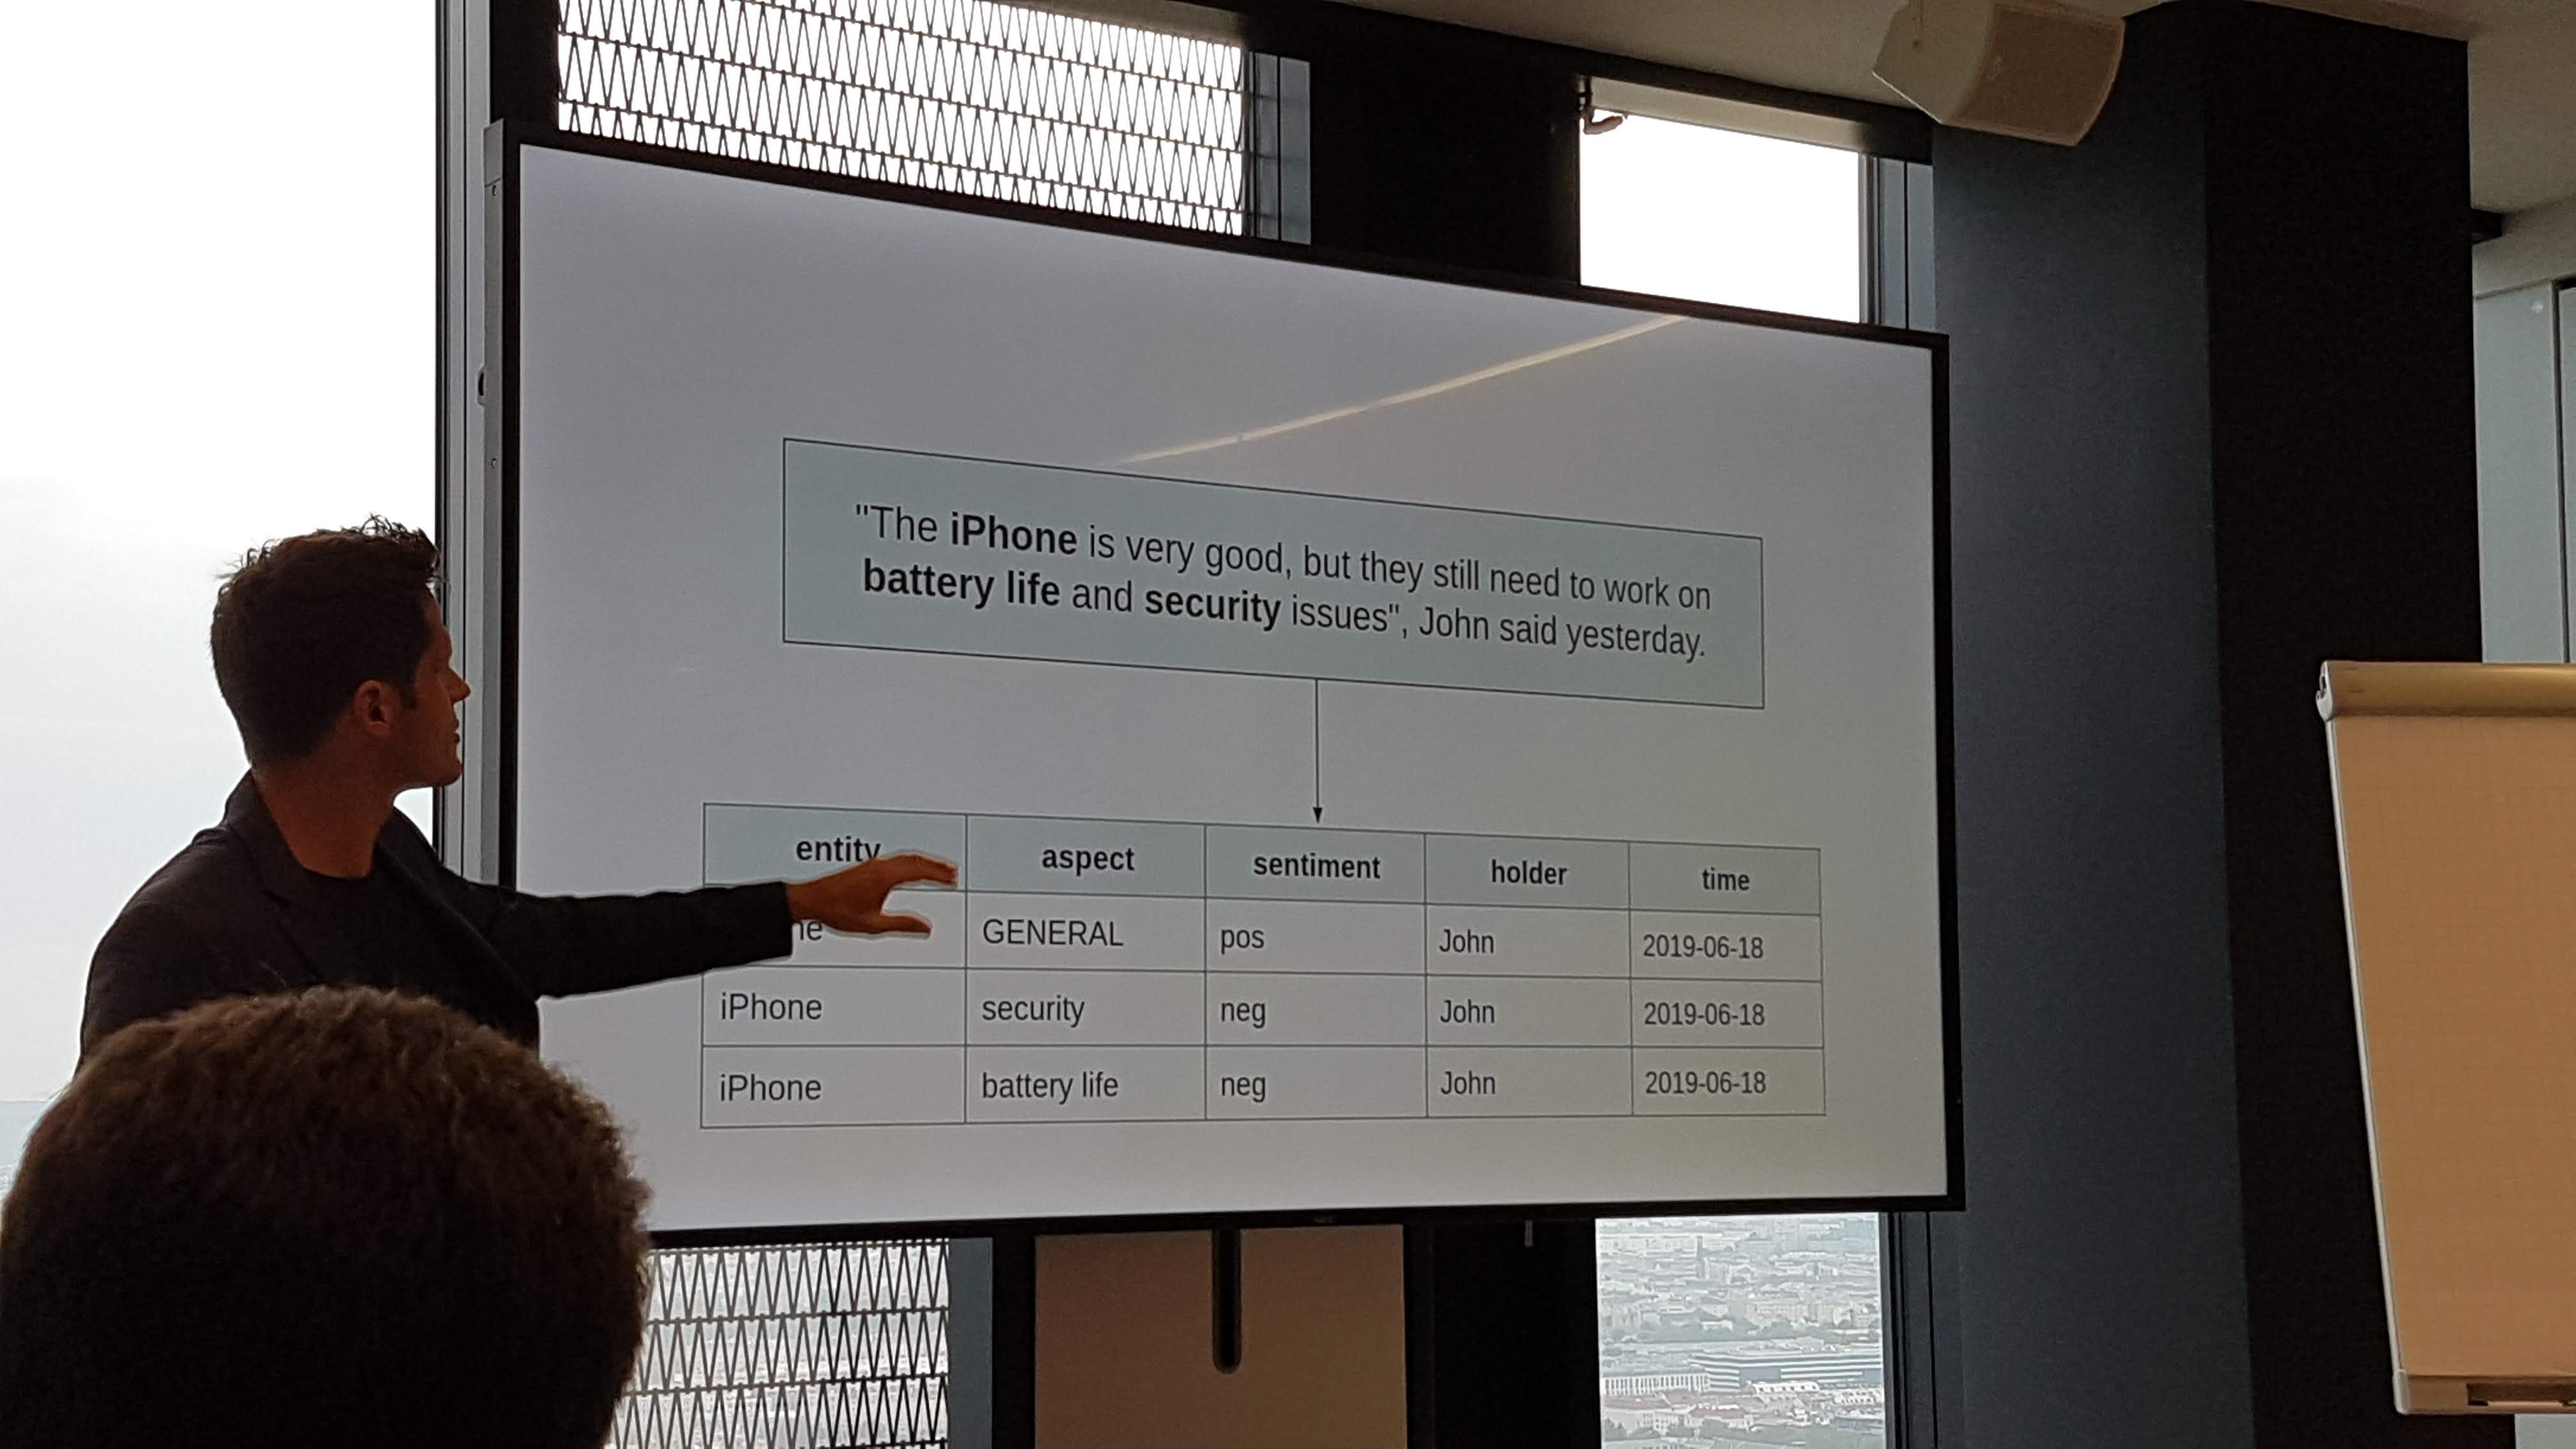 "The iPhone is very good, but they still need to work on
battery life and security issues", John said yesterday.
entity aspect sentiment holder time
ne GENERAL pos John 2019-06-18
iPhone security neg John 2019-06-18
iPhone battery life neg John 2019-06-18